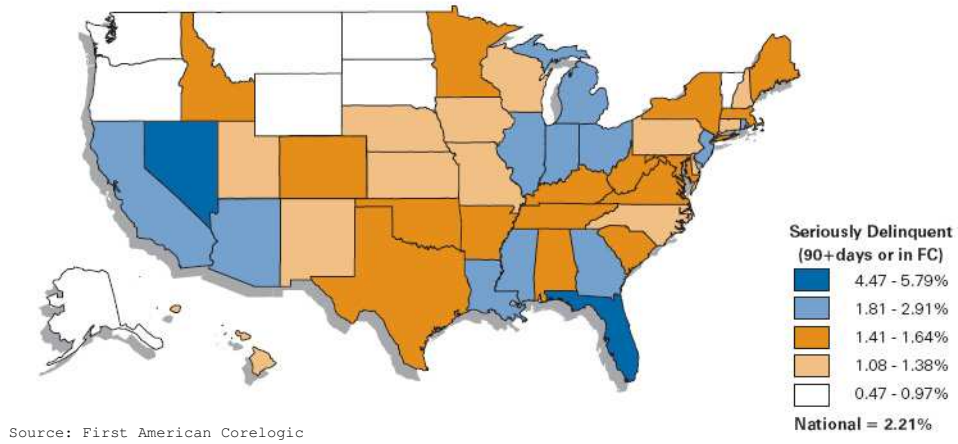 Seriously Delinquent
(90+days or in FC)
4.47 - 5.79%
1.81 - 2.91%
1.41 - 1.64%
1.08 - 1.38%
0.47 - 0.97%
National = 2.21%
Source: First American Corelogic